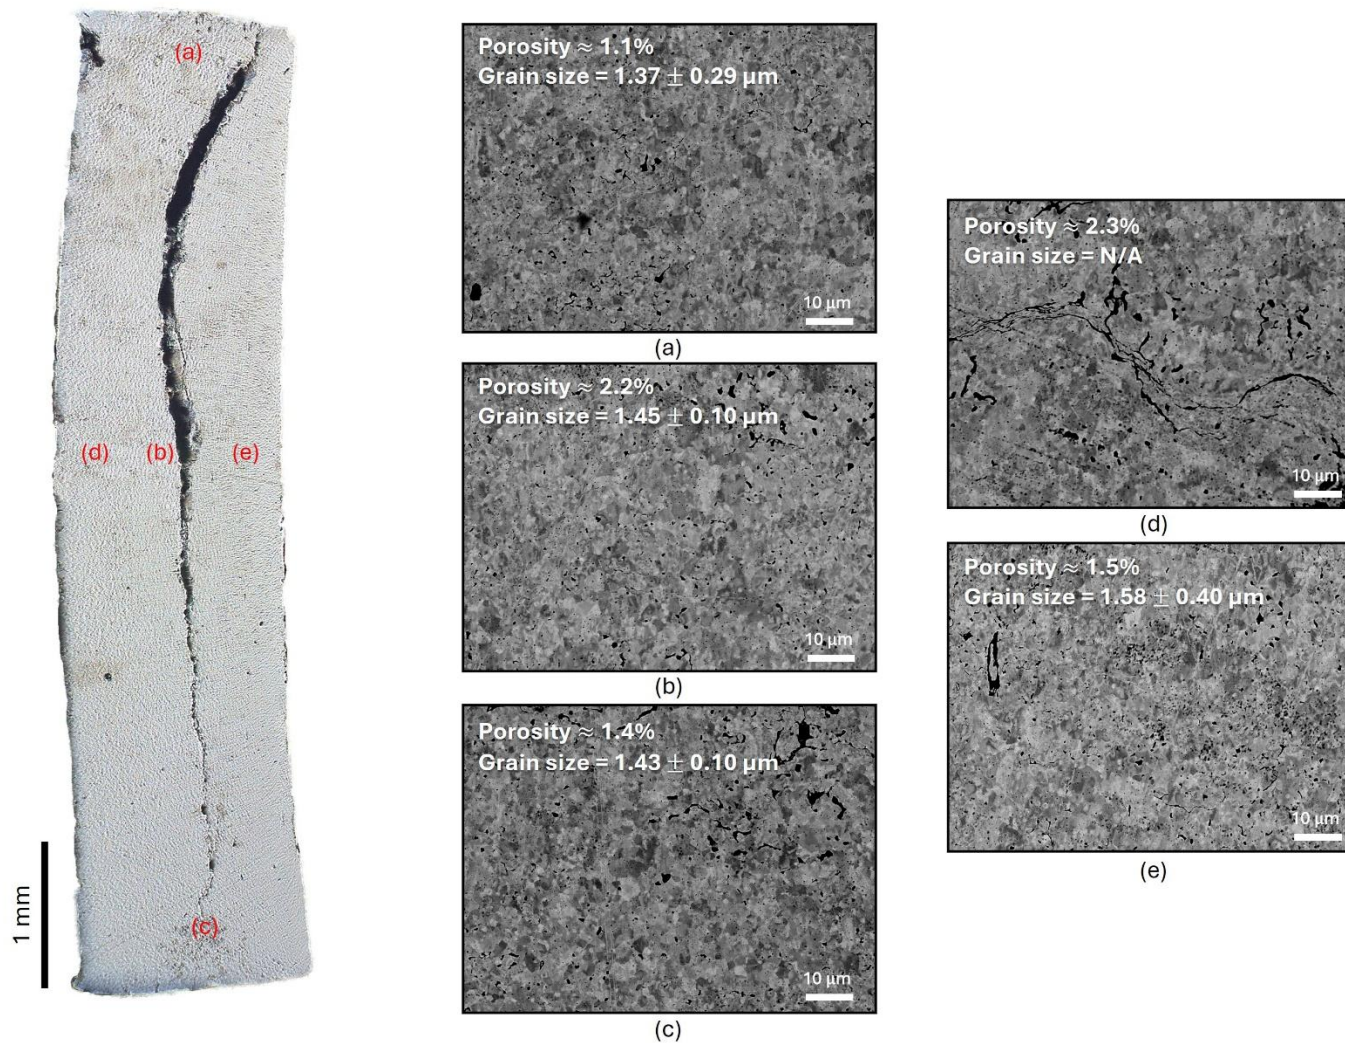 (a)
(d)
(b)
(e)
(c)
1 mm
Porosity ≈ 1.1%
Grain size = 1.37 ± 0.29 µm
10 µm
(a)
Porosity ≈ 2.2%
Grain size = 1.45 ± 0.10 µm
10 µm
(b)
Porosity ≈ 1.4%
Grain size = 1.43 ± 0.10 µm
10 µm
(c)
Porosity ≈ 2.3%
Grain size = N/A
10 µm
(d)
Porosity ≈ 1.5%
Grain size = 1.58 ± 0.40 µm
10 µm
(e)